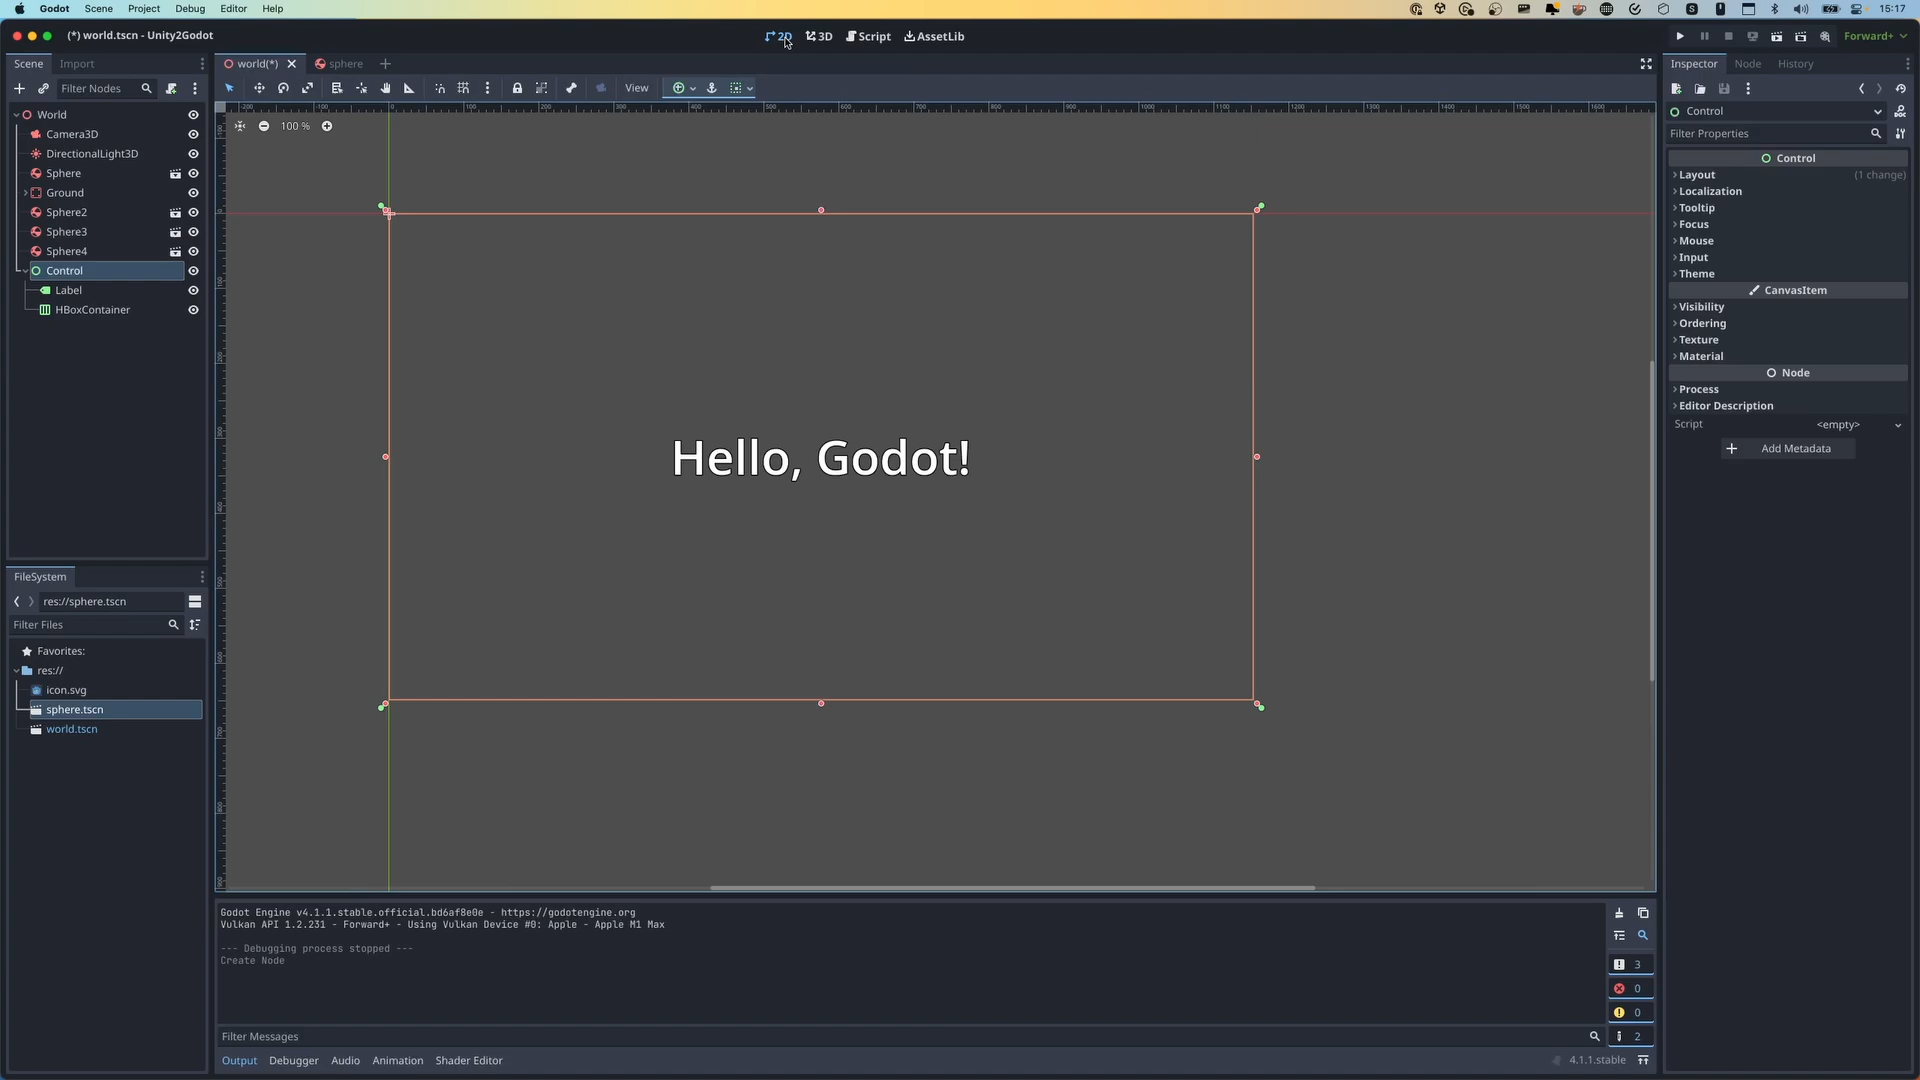 Godot Scene Project Debug Editor Help 15:17
(*) world.tscn - Unity2Godot
2D 3D Script AssetLib
Forward+
Scene Import
world(*) sphere
Inspector Node History
Filter Nodes
View
World
Camera3D
DirectionalLight3D
Sphere
Ground
Sphere2
Sphere3
Sphere4
Control
Label
HBoxContainer
100 %
Hello, Godot!
Control
Filter Properties
Control
Layout (1 change)
Localization
Tooltip
Focus
Mouse
Input
Theme
CanvasItem
Visibility
Ordering
Texture
Material
Node
Process
Editor Description
Script <empty>
Add Metadata
FileSystem
res://sphere.tscn
Filter Files
Favorites:
res://
icon.svg
sphere.tscn
world.tscn
Godot Engine v4.1.1.stable.official.bd6af8e0e - https://godotengine.org
Vulkan API 1.2.231 - Forward+ - Using Vulkan Device #0: Apple - Apple M1 Max
--- Debugging process stopped ---
Create Node
3
0
0
2
Filter Messages
Output Debugger Audio Animation Shader Editor
4.1.1.stable